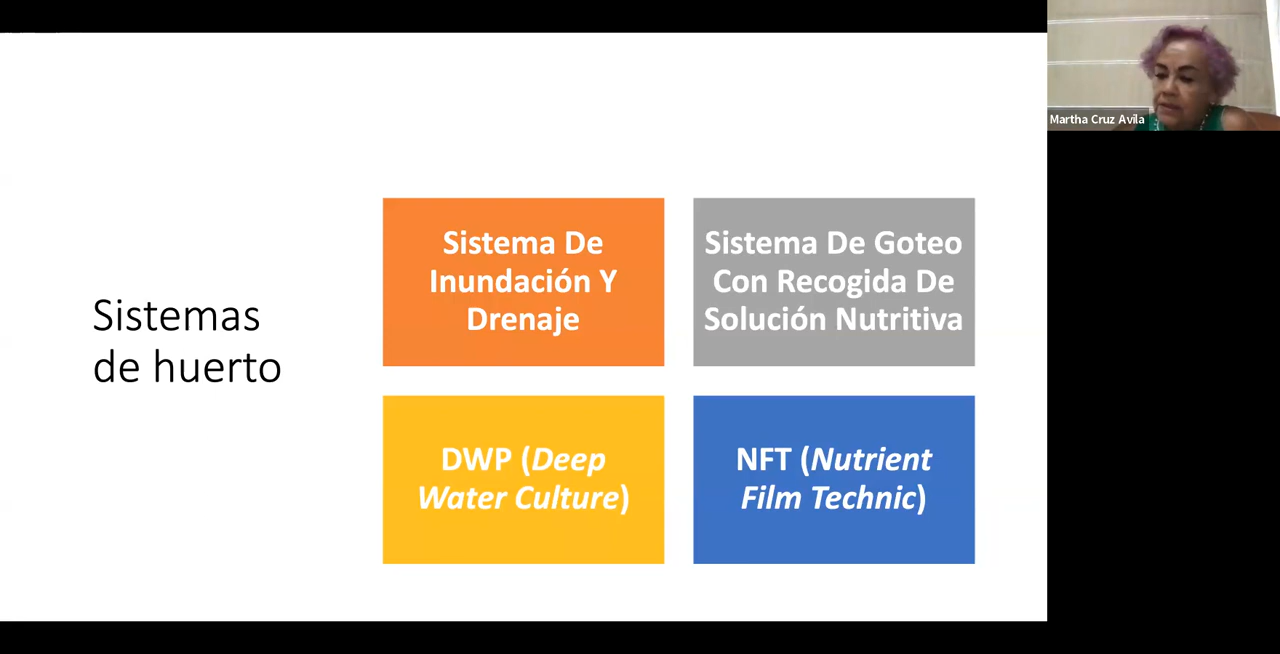 Sistemas
de huerto
Sistema De
Inundación Y
Drenaje
Sistema De Goteo
Con Recogida De
Solución Nutritiva
DWP (Deep
Water Culture)
NFT (Nutrient
Film Technic)
Martha Cruz Avila